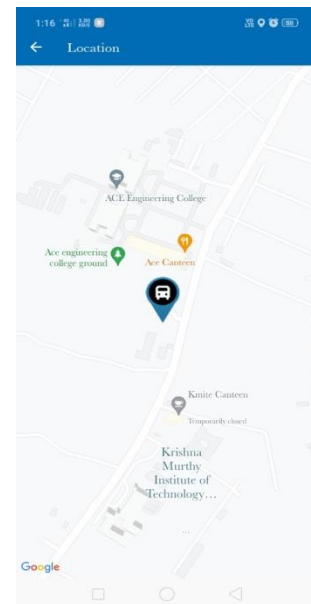 1:16
Location
ACE Engineering College
Ace engineering
college ground
Ace Canteen
Kmite Canteen
Temporarily closed
Krishna
Murthy
Institute of
Technology...
...
Google